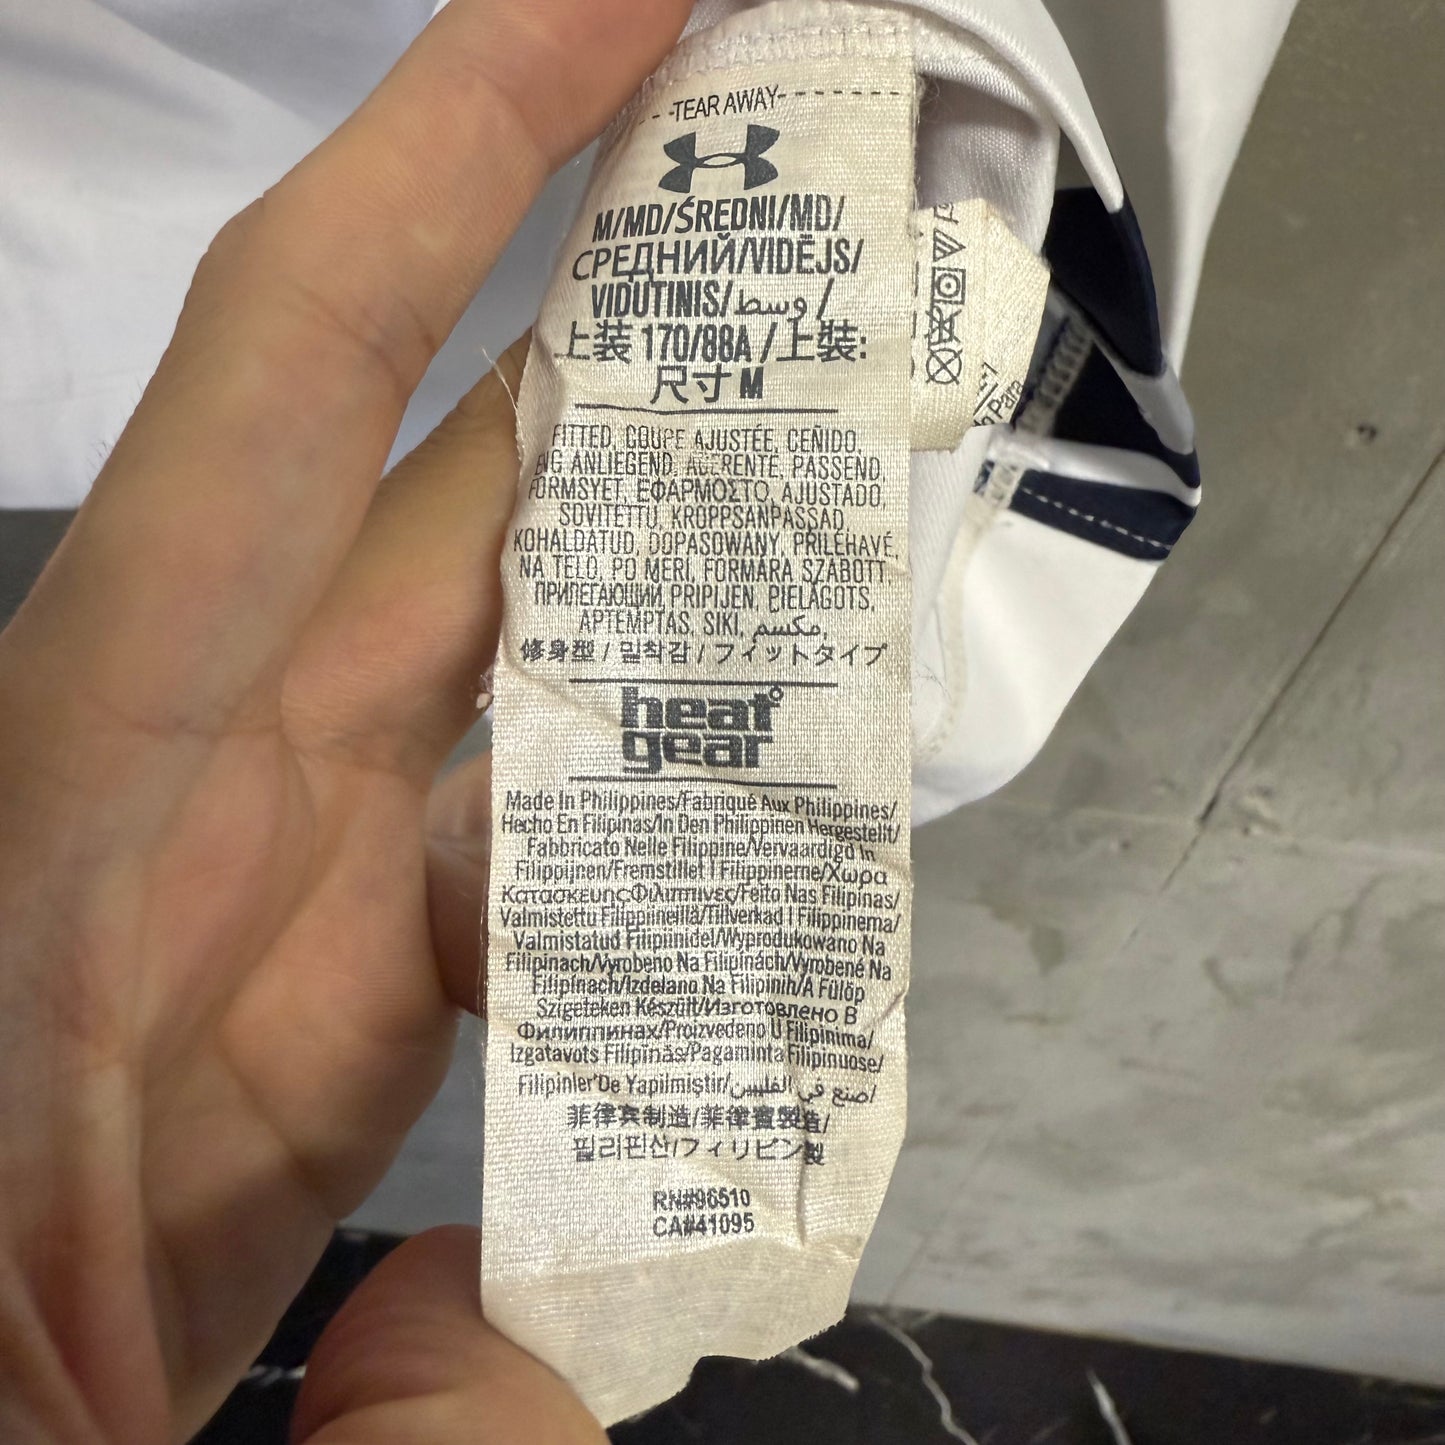 -TEAR AWAY-
M/MD/ŚREDNI/MD/
СРЕДНИЙ/VIDĒJS/
VIDUTINIS/وسط/
上装 170/88A /上裝:
尺寸 M
FITTED, COUPE AJUSTÉE, CEÑIDO,
ENG ANLIEGEND, ADERENTE, PASSEND,
FORMSYET, ΕΦΑΡΜΟΣΤΟ, AJUSTADO,
SOVITETTU, KROPPSANPASSAD,
KOHALDATUD, DOPASOWANY, PŘILÉHAVÉ,
NA TELO, PO MERI, FORMÁRA SZABOTT,
ПРИЛЕГАЮЩИЙ, PRIPIJEN, PIELĀGOTS,
APTEMPTAS, SIKI, مكسم,
修身型 / 밀착감 / フィットタイプ
heat
gear
Made In Philippines/Fabriqué Aux Philippines/
Hecho En Filipinas/In Den Philippinen Hergestellt/
Fabbricato Nelle Filippine/Vervaardigd In
Filipoijnen/Fremstillet I Filippinerne/Χωρα
ΚατασκευηςΦιλιππινες/Feito Nas Filipinas/
Valmistettu Filippiineillä/Tillverkad I Filippinerna/
Valmistatud Filipiinidel/Wyprodukowano Na
Filipinach/Vyrobeno Na Filipínách/Vyrobené Na
Filipínach/Izdelano Na Filipinih/A Fülöp
Szigeteken Készült/Изготовлено В
Филиппинах/Proizvedeno U Filipinima/
Izgatavots Filipīnās/Pagaminta Filipinuose/
Filipinler'De Yapilmiştir/صنع في الفلبين/
菲律宾制造/菲律賓製造/
필리핀산/フィリピン製
RN#96510
CA#41095